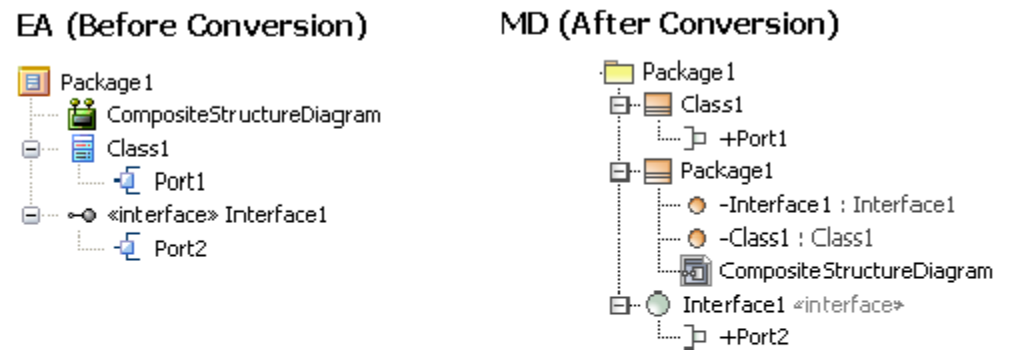 EA (Before Conversion)
Package1
CompositeStructureDiagram
Class1
Port1
«interface» Interface1
Port2
MD (After Conversion)
Package1
Class1
+Port1
Package1
-Interface1 : Interface1
-Class1 : Class1
CompositeStructureDiagram
Interface1 «interface»
+Port2